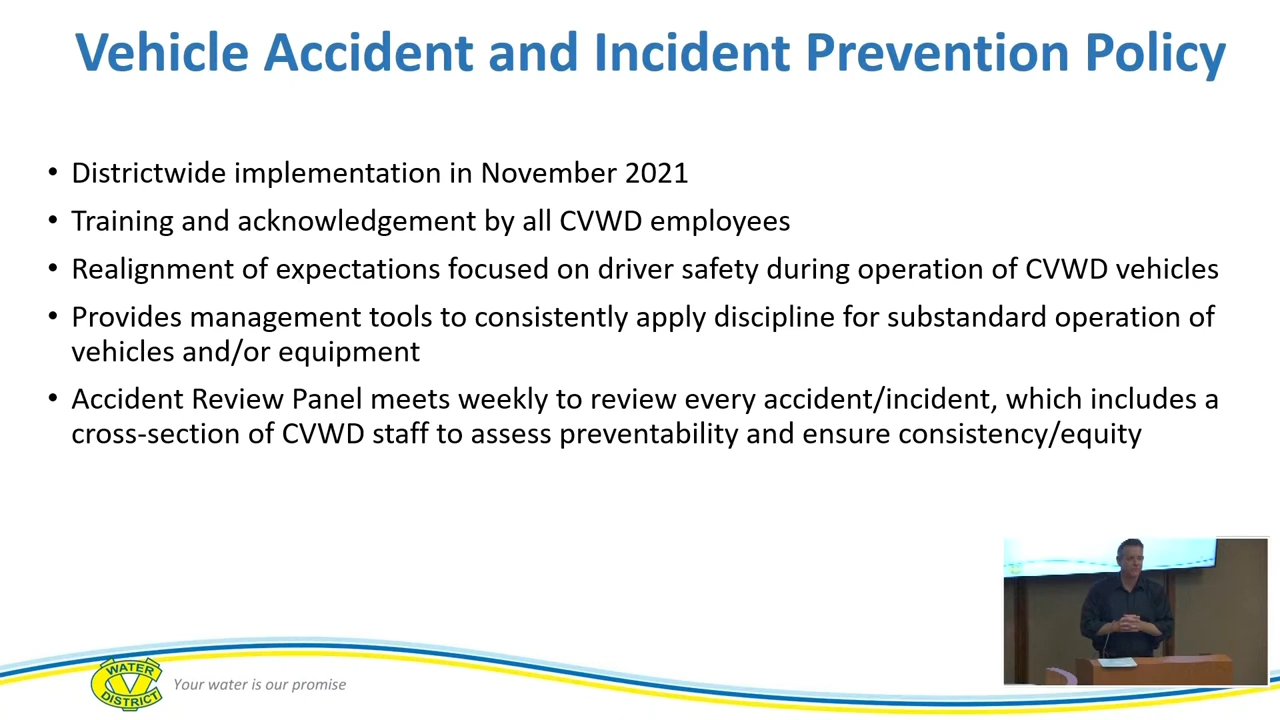 Vehicle Accident and Incident Prevention Policy
• Districtwide implementation in November 2021
• Training and acknowledgement by all CVWD employees
• Realignment of expectations focused on driver safety during operation of CVWD vehicles
• Provides management tools to consistently apply discipline for substandard operation of
vehicles and/or equipment
• Accident Review Panel meets weekly to review every accident/incident, which includes a
cross-section of CVWD staff to assess preventability and ensure consistency/equity
WATER
DISTRICT
Your water is our promise